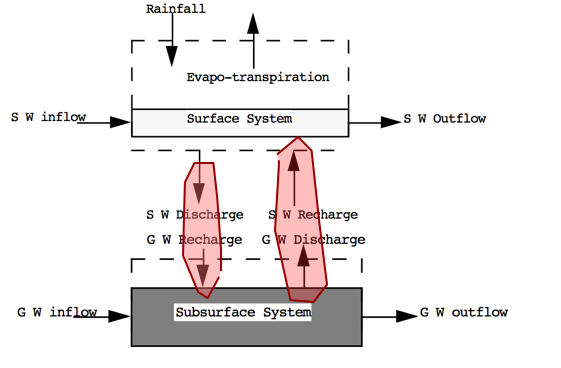 Rainfall
Evapo-transpiration
S W inflow
Surface System
S W Outflow
S W Discharge
S W Recharge
G W Recharge
G W Discharge
G W inflow
Subsurface System
G W outflow